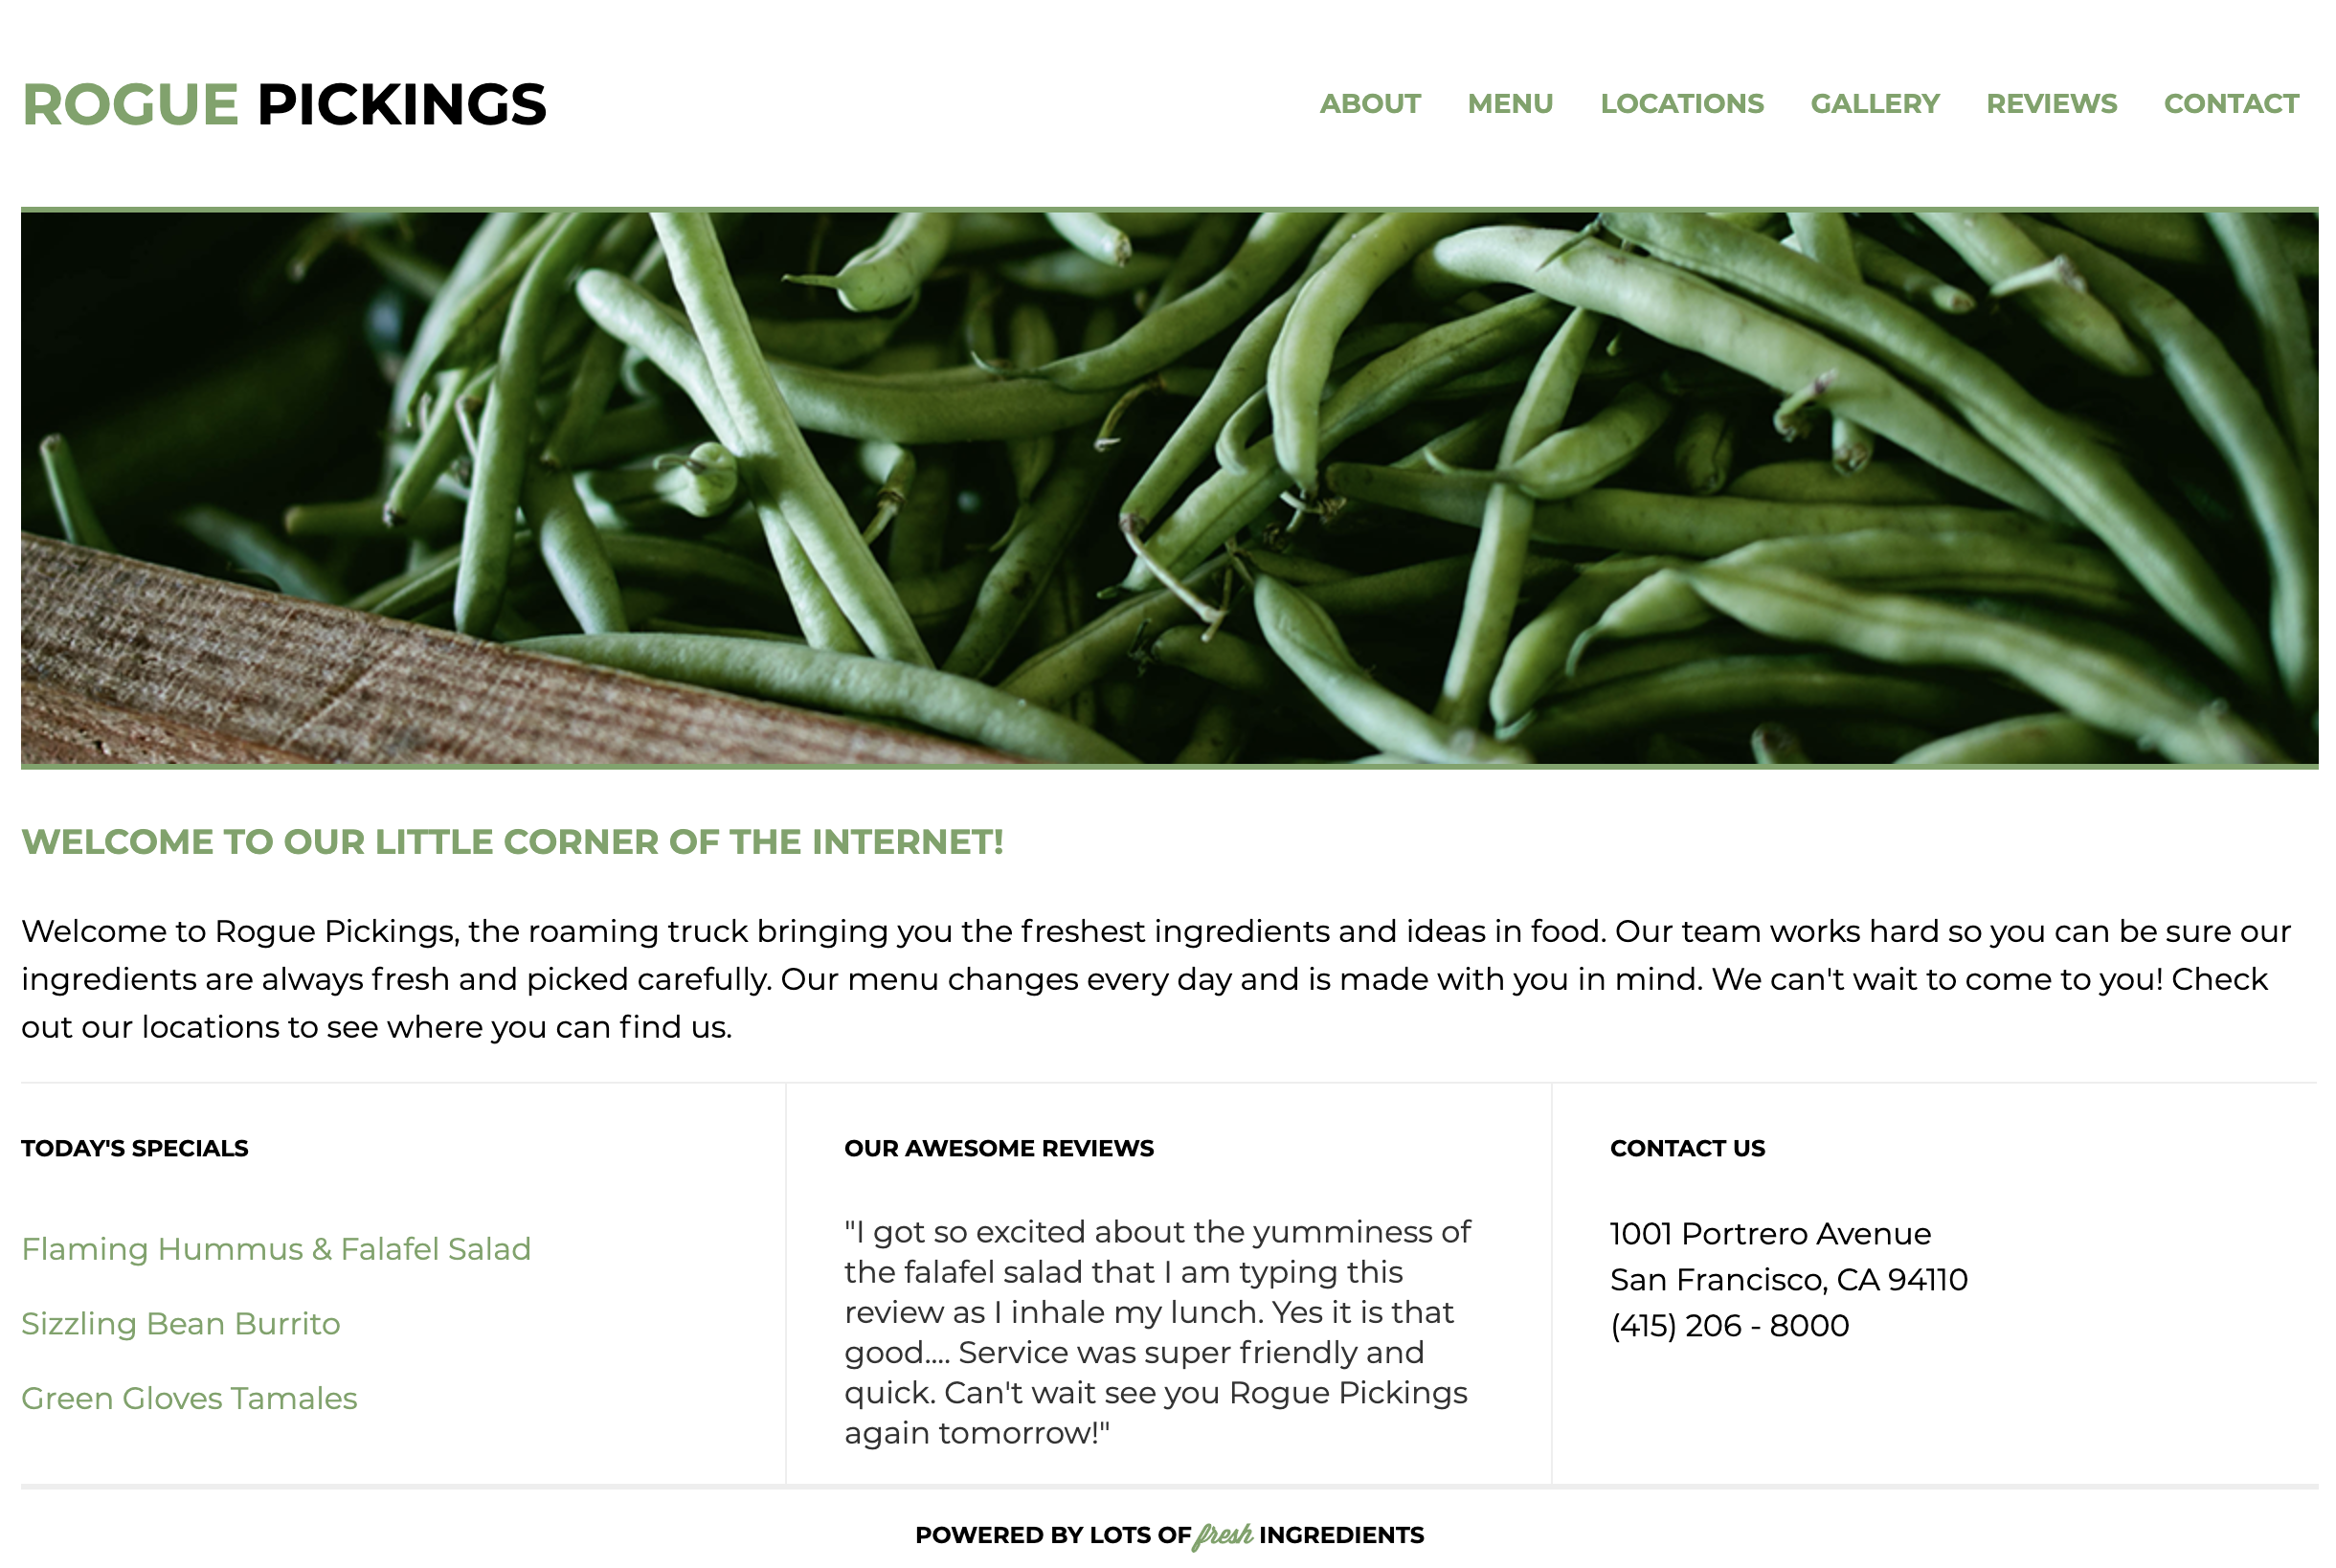 ROGUE PICKINGS
ABOUT MENU LOCATIONS GALLERY REVIEWS CONTACT
WELCOME TO OUR LITTLE CORNER OF THE INTERNET!
Welcome to Rogue Pickings, the roaming truck bringing you the freshest ingredients and ideas in food. Our team works hard so you can be sure our
ingredients are always fresh and picked carefully. Our menu changes every day and is made with you in mind. We can't wait to come to you! Check
out our locations to see where you can find us.
TODAY'S SPECIALS
Flaming Hummus & Falafel Salad
Sizzling Bean Burrito
Green Gloves Tamales
OUR AWESOME REVIEWS
"I got so excited about the yumminess of
the falafel salad that I am typing this
review as I inhale my lunch. Yes it is that
good.... Service was super friendly and
quick. Can't wait see you Rogue Pickings
again tomorrow!"
CONTACT US
1001 Portrero Avenue
San Francisco, CA 94110
(415) 206 - 8000
POWERED BY LOTS OF fresh INGREDIENTS